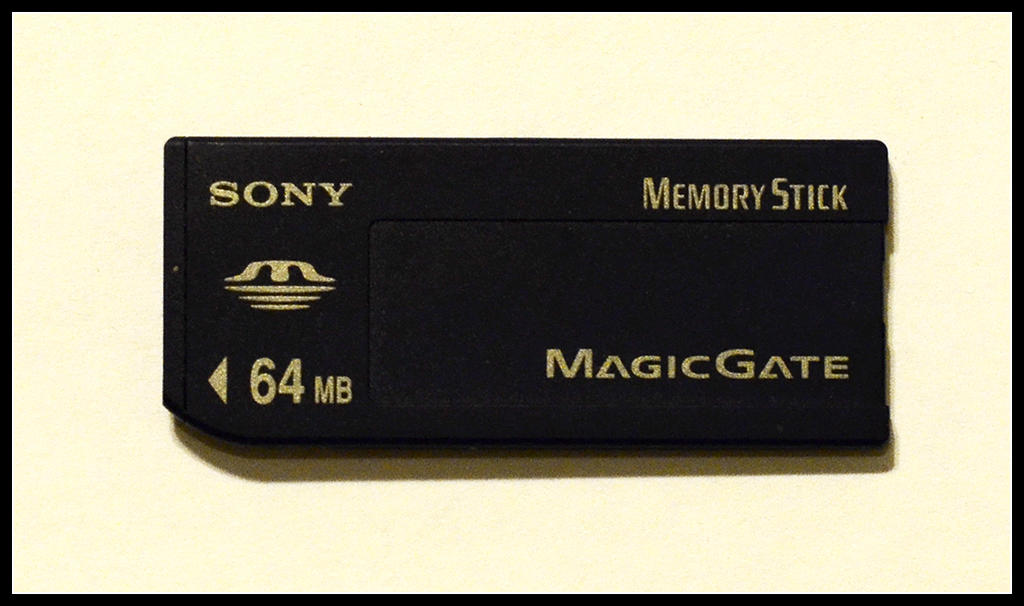 SONY
MEMORY STICK
MAGICGATE
64 MB